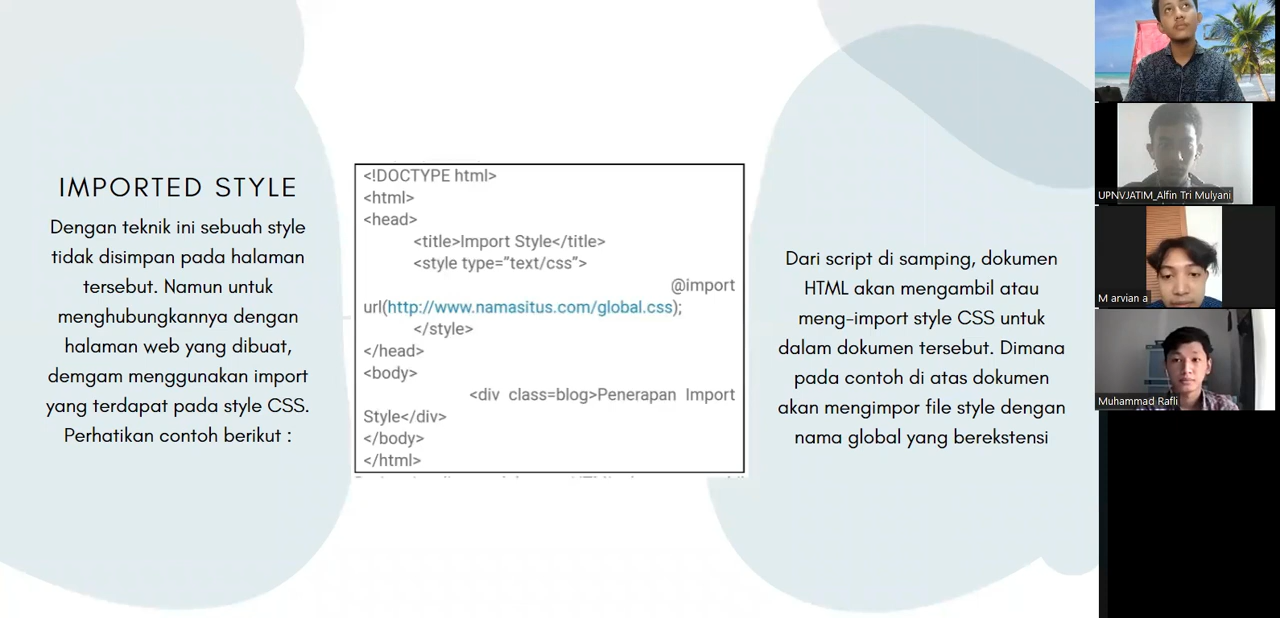 IMPORTED STYLE
Dengan teknik ini sebuah style
tidak disimpan pada halaman
tersebut. Namun untuk
menghubungkannya dengan
halaman web yang dibuat,
demgam menggunakan import
yang terdapat pada style CSS.
Perhatikan contoh berikut :
<!DOCTYPE html>
<html>
<head>
<title>Import Style</title>
<style type="text/css”>
@import
url(http://www.namasitus.com/global.css);
</style>
</head>
<body>
<div class=blog>Penerapan Import
Style</div>
</body>
</html>
Dari script di samping, dokumen
HTML akan mengambil atau
meng-import style CSS untuk
dalam dokumen tersebut. Dimana
pada contoh di atas dokumen
akan mengimpor file style dengan
nama global yang berekstensi
UPNVJATIM_Alfin Tri Mulyani
M arvian a
Muhammad Rafli